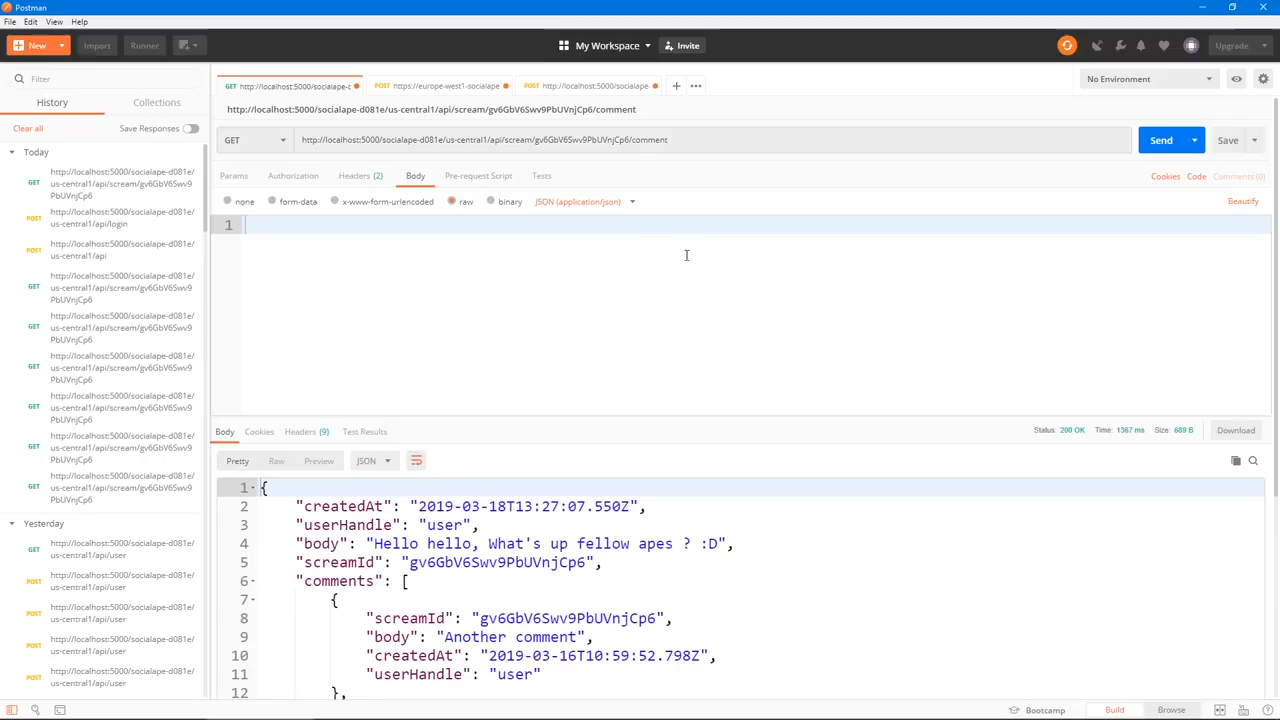 Postman
File Edit View Help
New Import Runner My Workspace Invite Upgrade
Filter
History Collections
Clear all Save Responses
Today
GET http://localhost:5000/socialape-d081e/
us-central1/api/scream/gv6GbV6Swv9
PbUVnjCp6
POST http://localhost:5000/socialape-d081e/
us-central1/api/login
POST http://localhost:5000/socialape-d081e/
us-central1/api
GET http://localhost:5000/socialape-d081e/
us-central1/api/scream/gv6GbV6Swv9
PbUVnjCp6
GET http://localhost:5000/socialape-d081e/
us-central1/api/scream/gv6GbV6Swv9
PbUVnjCp6
GET http://localhost:5000/socialape-d081e/
us-central1/api/scream/gv6GbV6Swv9
PbUVnjCp6
GET http://localhost:5000/socialape-d081e/
us-central1/api/scream/gv6GbV6Swv9
PbUVnjCp6
GET http://localhost:5000/socialape-d081e/
us-central1/api/scream/gv6GbV6Swv9
PbUVnjCp6
GET http://localhost:5000/socialape-d081e/
us-central1/api/scream/gv6GbV6Swv9
PbUVnjCp6
Yesterday
GET http://localhost:5000/socialape-d081e/
us-central1/api/user
POST http://localhost:5000/socialape-d081e/
us-central1/api/user
POST http://localhost:5000/socialape-d081e/
us-central1/api/user
POST http://localhost:5000/socialape-d081e/
us-central1/api/user
POST http://localhost:5000/socialape-d081e/
us-central1/api/user
GET http://localhost:5000/socialape-c POST https://europe-west1-socialape POST http://localhost:5000/socialape- No Environment
http://localhost:5000/socialape-d081e/us-central1/api/scream/gv6GbV6Swv9PbUVnjCp6/comment
GET http://localhost:5000/socialape-d081e/us-central1/api/scream/gv6GbV6Swv9PbUVnjCp6/comment Send Save
Params Authorization Headers (2) Body Pre-request Script Tests Cookies Code Comments (0)
none form-data x-www-form-urlencoded raw binary JSON (application/json) Beautify
1
Body Cookies Headers (9) Test Results Status: 200 OK Time: 1367 ms Size: 689 B Download
Pretty Raw Preview JSON
1 {
2 "createdAt": "2019-03-18T13:27:07.550Z",
3 "userHandle": "user",
4 "body": "Hello hello, What's up fellow apes ? :D",
5 "screamId": "gv6GbV6Swv9PbUVnjCp6",
6 "comments": [
7 {
8 "screamId": "gv6GbV6Swv9PbUVnjCp6",
9 "body": "Another comment",
10 "createdAt": "2019-03-16T10:59:52.798Z",
11 "userHandle": "user"
12 },
Bootcamp Build Browse